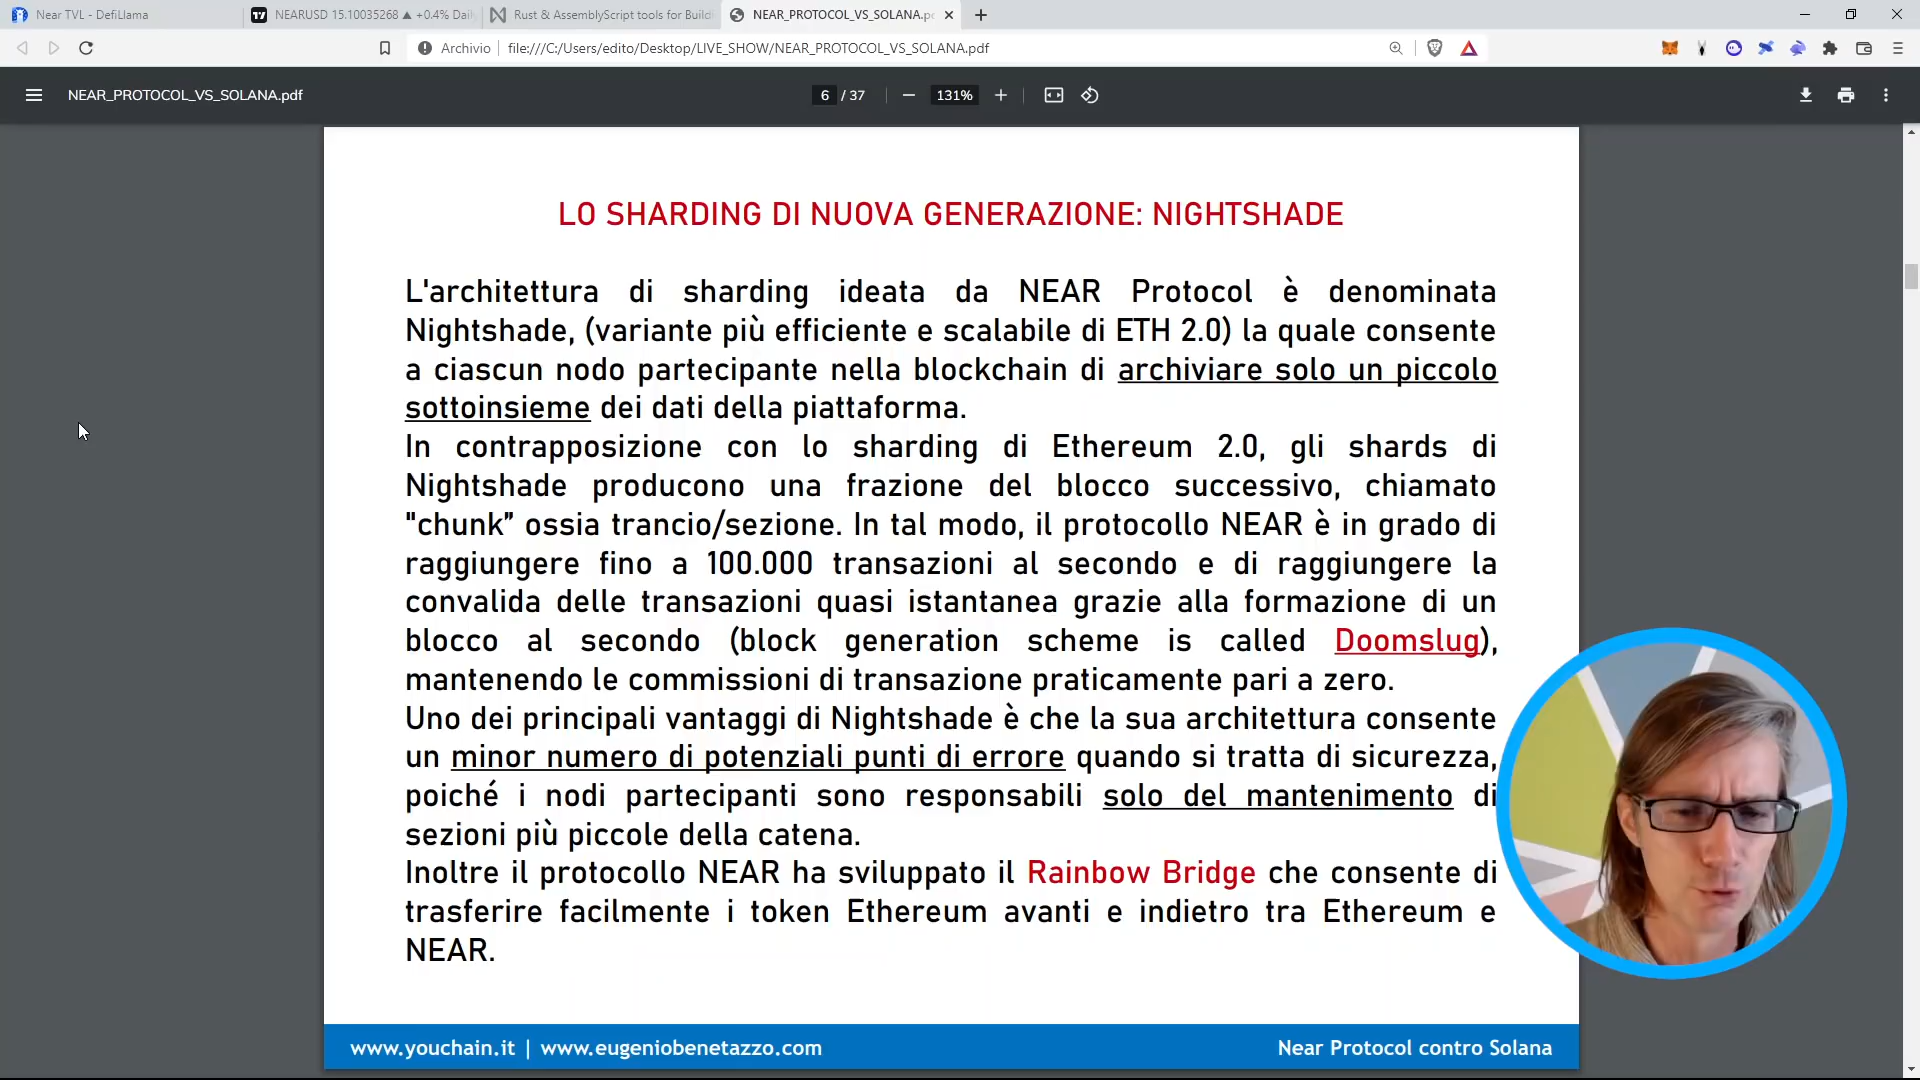 Near TVL - DefiLlama
NEARUSD 15.10035268 ▲ +0.4% Dail
Rust & AssemblyScript tools for Buildi
NEAR_PROTOCOL_VS_SOLANA.p
Archivio
file:///C:/Users/edito/Desktop/LIVE_SHOW/NEAR_PROTOCOL_VS_SOLANA.pdf
NEAR_PROTOCOL_VS_SOLANA.pdf
6 / 37
131%
LO SHARDING DI NUOVA GENERAZIONE: NIGHTSHADE
L'architettura di sharding ideata da NEAR Protocol è denominata
Nightshade, (variante più efficiente e scalabile di ETH 2.0) la quale consente
a ciascun nodo partecipante nella blockchain di archiviare solo un piccolo
sottoinsieme dei dati della piattaforma.
In contrapposizione con lo sharding di Ethereum 2.0, gli shards di
Nightshade producono una frazione del blocco successivo, chiamato
"chunk” ossia trancio/sezione. In tal modo, il protocollo NEAR è in grado di
raggiungere fino a 100.000 transazioni al secondo e di raggiungere la
convalida delle transazioni quasi istantanea grazie alla formazione di un
blocco al secondo (block generation scheme is called Doomslug),
mantenendo le commissioni di transazione praticamente pari a zero.
Uno dei principali vantaggi di Nightshade è che la sua architettura consente
un minor numero di potenziali punti di errore quando si tratta di sicurezza,
poiché i nodi partecipanti sono responsabili solo del mantenimento di
sezioni più piccole della catena.
Inoltre il protocollo NEAR ha sviluppato il Rainbow Bridge che consente di
trasferire facilmente i token Ethereum avanti e indietro tra Ethereum e
NEAR.
www.youchain.it | www.eugeniobenetazzo.com
Near Protocol contro Solana